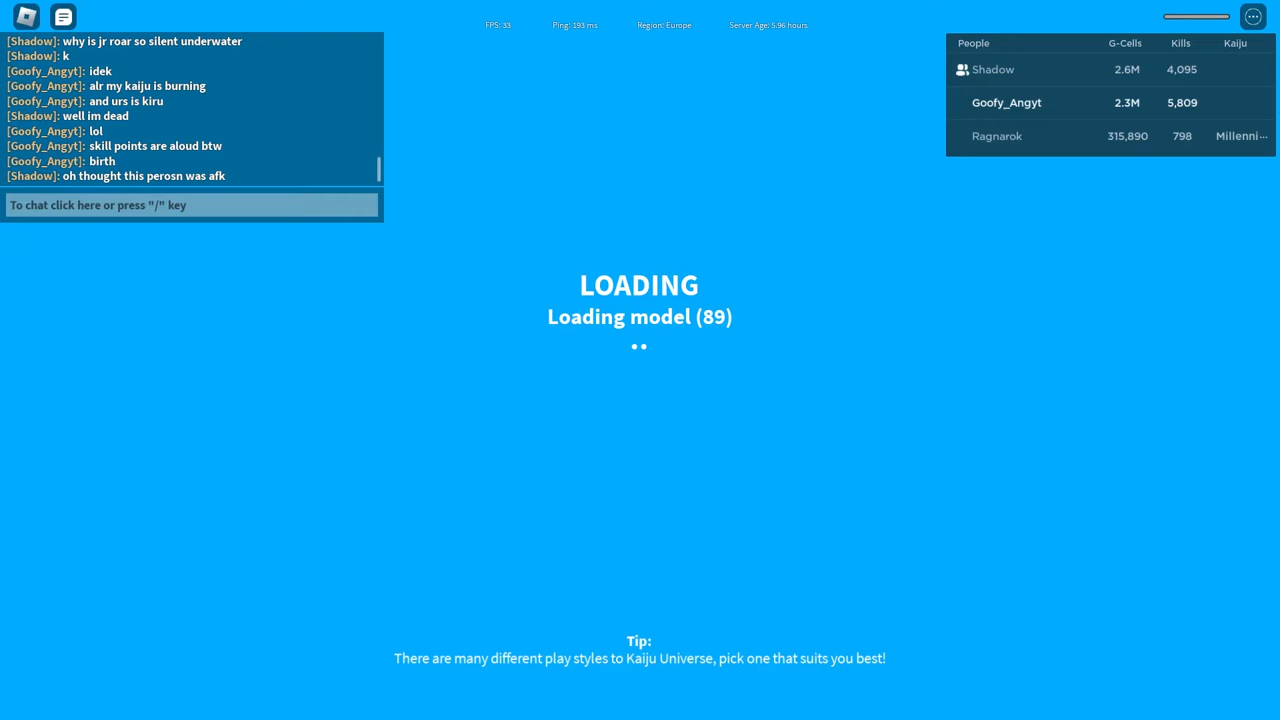 FPS: 33 Ping: 193 ms Region: Europe Server Age: 5.96 hours
[Shadow]: why is jr roar so silent underwater
[Shadow]: k
[Goofy_Angyt]: idek
[Goofy_Angyt]: alr my kaiju is burning
[Goofy_Angyt]: and urs is kiru
[Shadow]: well im dead
[Goofy_Angyt]: lol
[Goofy_Angyt]: skill points are aloud btw
[Goofy_Angyt]: birth
[Shadow]: oh thought this perosn was afk
To chat click here or press "/" key
People G-Cells Kills Kaiju
Shadow 2.6M 4,095
Goofy_Angyt 2.3M 5,809
Ragnarok 315,890 798 Millenni...
LOADING
Loading model (89)
..
Tip:
There are many different play styles to Kaiju Universe, pick one that suits you best!